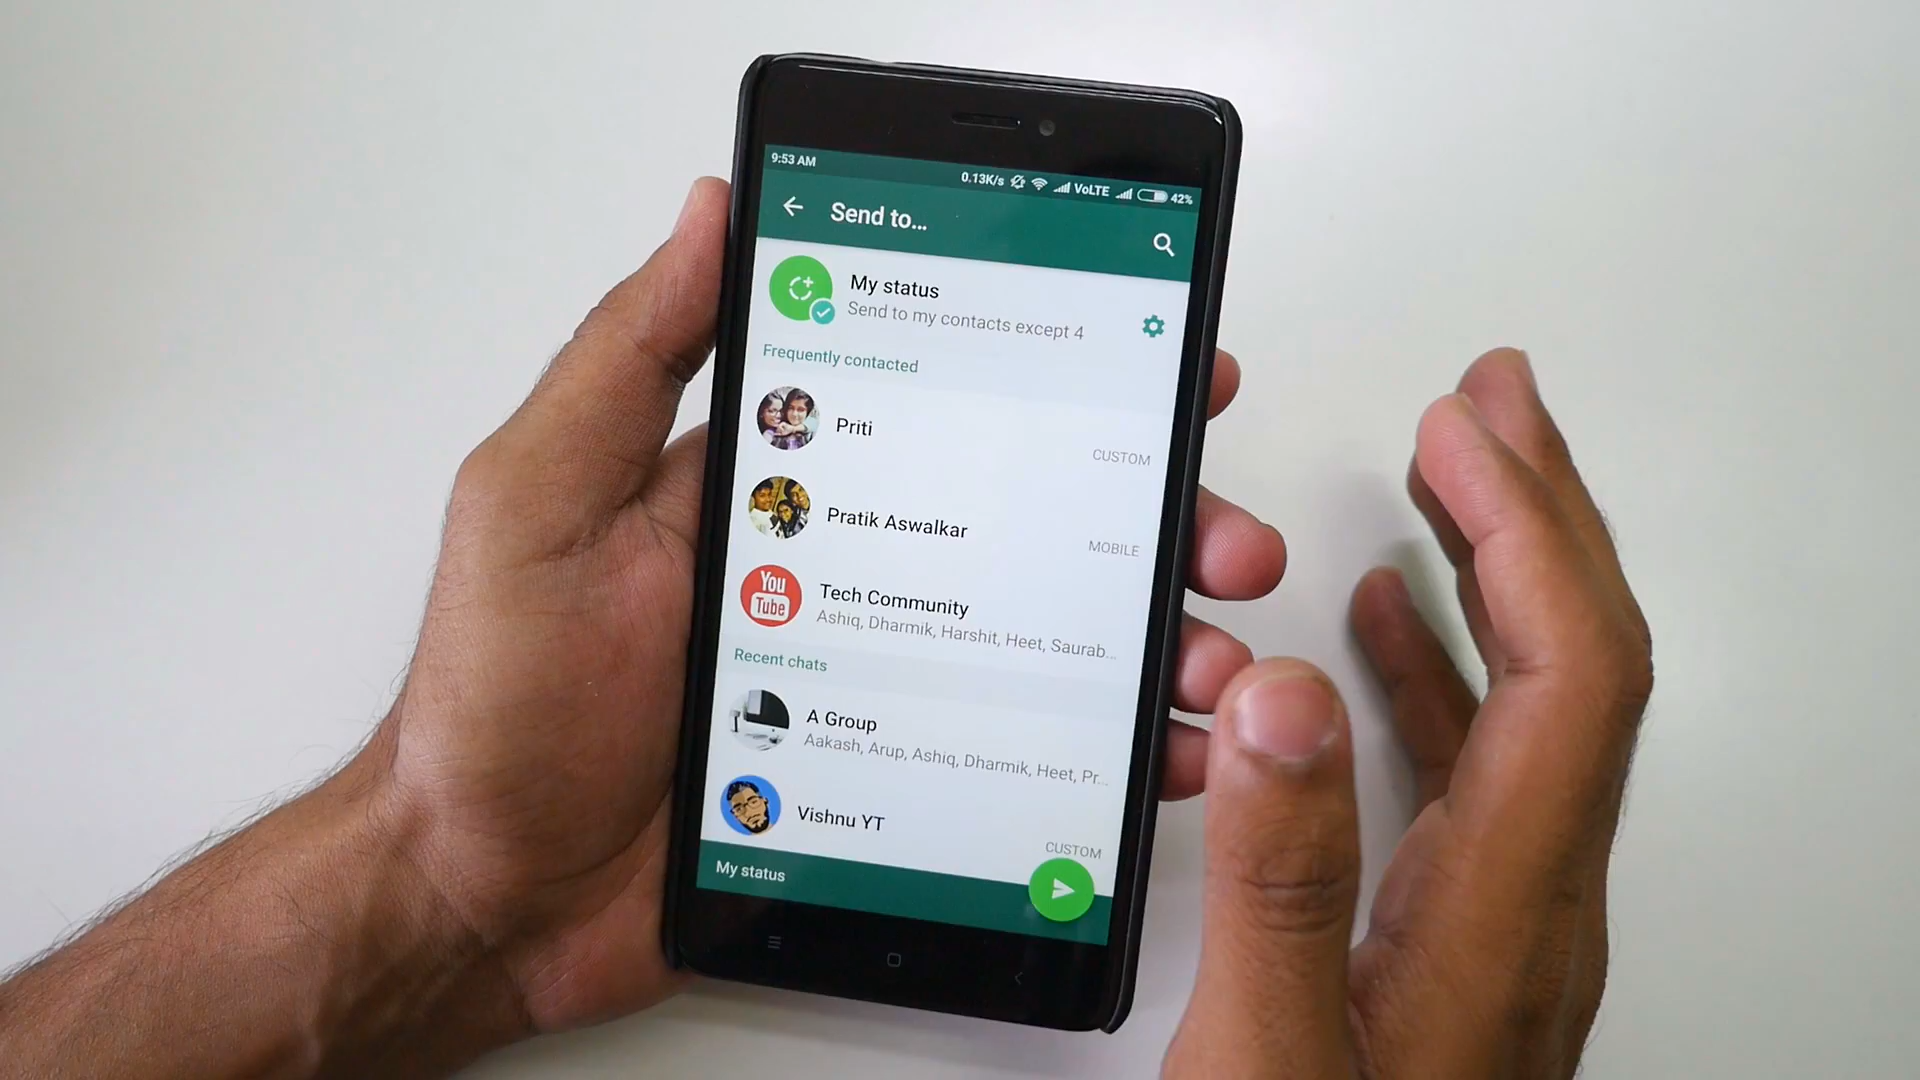 9:53 AM
0.13K/s VoLTE 42%
Send to...
My status
Send to my contacts except 4
Frequently contacted
Priti
CUSTOM
Pratik Aswalkar
MOBILE
You
Tube
Tech Community
Ashiq, Dharmik, Harshit, Heet, Saurab...
Recent chats
A Group
Aakash, Arup, Ashiq, Dharmik, Heet, Pr...
Vishnu YT
CUSTOM
My status